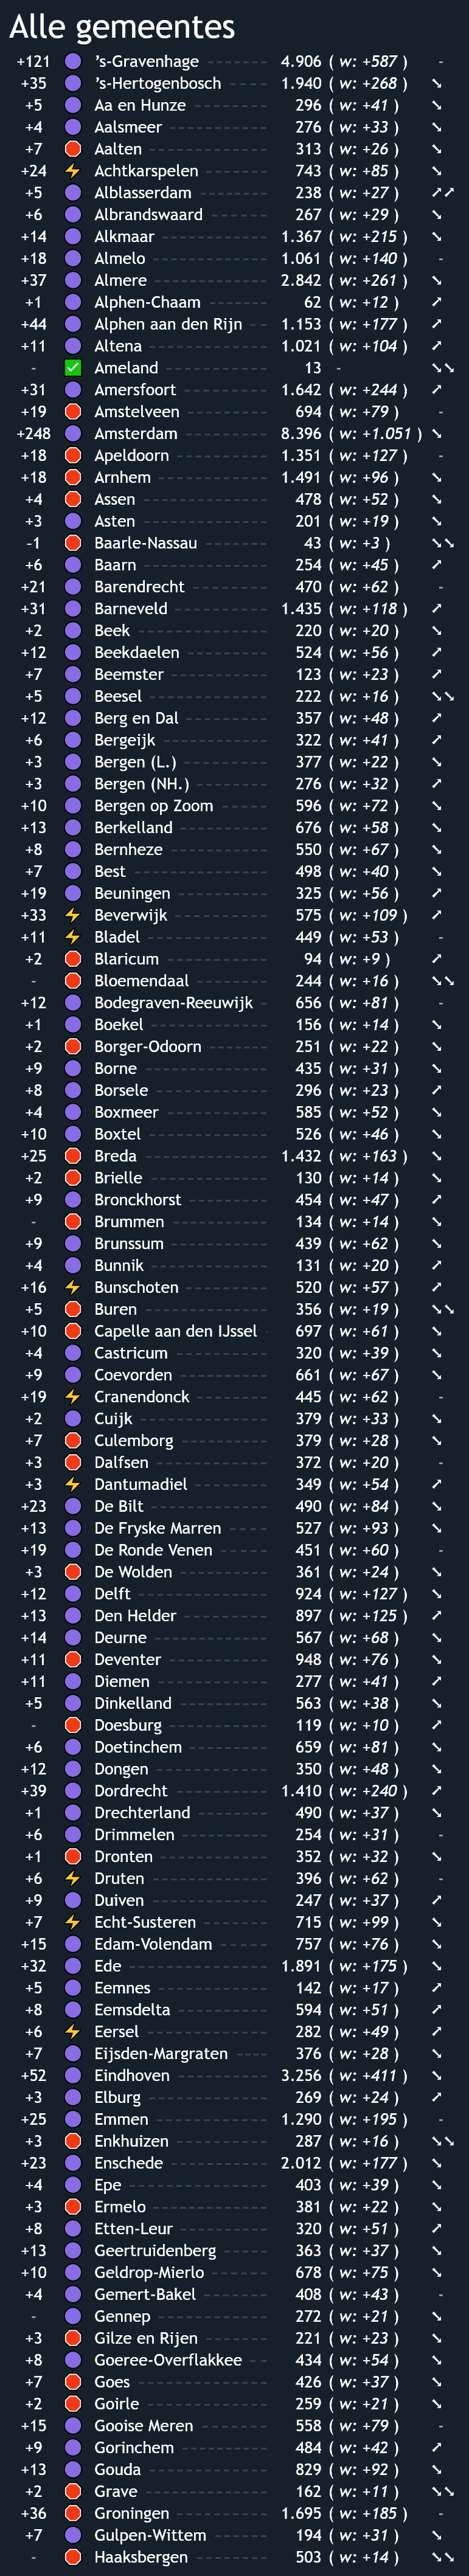 Alle gemeentes
+121 's-Gravenhage 4.906 ( w: +587 ) -
+35 's-Hertogenbosch 1.940 ( w: +268 ) ➘
+5 Aa en Hunze 296 ( w: +41 ) ➘
+4 Aalsmeer 276 ( w: +33 ) ➘
+7 Aalten 313 ( w: +26 ) ➘
+24 Achtkarspelen 743 ( w: +85 ) ➘
+5 Alblasserdam 238 ( w: +27 ) ➚➚
+6 Albrandswaard 267 ( w: +29 ) ➘
+14 Alkmaar 1.367 ( w: +215 ) ➘
+18 Almelo 1.061 ( w: +140 ) -
+37 Almere 2.842 ( w: +261 ) ➘
+1 Alphen-Chaam 62 ( w: +12 ) ➚
+44 Alphen aan den Rijn 1.153 ( w: +177 ) ➚
+11 Altena 1.021 ( w: +104 ) ➚
- Ameland 13 - ➘➘
+31 Amersfoort 1.642 ( w: +244 ) ➚
+19 Amstelveen 694 ( w: +79 ) -
+248 Amsterdam 8.396 ( w: +1.051 ) ➘
+18 Apeldoorn 1.351 ( w: +127 ) -
+18 Arnhem 1.491 ( w: +96 ) ➘
+4 Assen 478 ( w: +52 ) ➘
+3 Asten 201 ( w: +19 ) ➘
-1 Baarle-Nassau 43 ( w: +3 ) ➘➘
+6 Baarn 254 ( w: +45 ) ➚
+21 Barendrecht 470 ( w: +62 ) -
+31 Barneveld 1.435 ( w: +118 ) ➚
+2 Beek 220 ( w: +20 ) ➘
+12 Beekdaelen 524 ( w: +56 ) ➚
+7 Beemster 123 ( w: +23 ) ➚
+5 Beesel 222 ( w: +16 ) ➘➘
+12 Berg en Dal 357 ( w: +48 ) ➚
+6 Bergeijk 322 ( w: +41 ) ➚
+3 Bergen (L.) 377 ( w: +22 ) ➘
+3 Bergen (NH.) 276 ( w: +32 ) ➚
+10 Bergen op Zoom 596 ( w: +72 ) ➘
+13 Berkelland 676 ( w: +58 ) ➘
+8 Bernheze 550 ( w: +67 ) ➘
+7 Best 498 ( w: +40 ) ➘
+19 Beuningen 325 ( w: +56 ) ➚
+33 Beverwijk 575 ( w: +109 ) ➚
+11 Bladel 449 ( w: +53 ) -
+2 Blaricum 94 ( w: +9 ) ➚
- Bloemendaal 244 ( w: +16 ) ➘➘
+12 Bodegraven-Reeuwijk 656 ( w: +81 ) -
+1 Boekel 156 ( w: +14 ) ➘
+2 Borger-Odoorn 251 ( w: +22 ) ➘
+9 Borne 435 ( w: +31 ) ➘
+8 Borsele 296 ( w: +23 ) ➚
+4 Boxmeer 585 ( w: +52 ) ➘
+10 Boxtel 526 ( w: +46 ) ➘
+25 Breda 1.432 ( w: +163 ) ➘
+2 Brielle 130 ( w: +14 ) ➘
+9 Bronckhorst 454 ( w: +47 ) ➚
- Brummen 134 ( w: +14 ) ➘
+9 Brunssum 439 ( w: +62 ) ➘
+4 Bunnik 131 ( w: +20 ) ➚
+16 Bunschoten 520 ( w: +57 ) ➚
+5 Buren 356 ( w: +19 ) ➘➘
+10 Capelle aan den IJssel 697 ( w: +61 ) ➘
+4 Castricum 320 ( w: +39 ) ➘
+9 Coevorden 661 ( w: +67 ) ➘
+19 Cranendonck 445 ( w: +62 ) -
+2 Cuijk 379 ( w: +33 ) ➘
+7 Culemborg 379 ( w: +28 ) ➘
+3 Dalfsen 372 ( w: +20 ) -
+3 Dantumadiel 349 ( w: +54 ) ➚
+23 De Bilt 490 ( w: +84 ) ➘
+13 De Fryske Marren 527 ( w: +93 ) ➘
+19 De Ronde Venen 451 ( w: +60 ) -
+3 De Wolden 361 ( w: +24 ) ➘
+12 Delft 924 ( w: +127 ) ➘
+13 Den Helder 897 ( w: +125 ) ➚
+14 Deurne 567 ( w: +68 ) ➘
+11 Deventer 948 ( w: +76 ) ➘
+11 Diemen 277 ( w: +41 ) ➚
+5 Dinkelland 563 ( w: +38 ) ➘
- Doesburg 119 ( w: +10 ) ➚
+6 Doetinchem 659 ( w: +81 ) ➘
+12 Dongen 350 ( w: +48 ) ➘
+39 Dordrecht 1.410 ( w: +240 ) ➚
+1 Drechterland 490 ( w: +37 ) ➘
+6 Drimmelen 254 ( w: +31 ) -
+1 Dronten 352 ( w: +32 ) ➘
+6 Druten 396 ( w: +62 ) -
+9 Duiven 247 ( w: +37 ) ➚
+7 Echt-Susteren 715 ( w: +99 ) ➘
+15 Edam-Volendam 757 ( w: +76 ) ➘
+32 Ede 1.891 ( w: +175 ) ➘
+5 Eemnes 142 ( w: +17 ) ➚
+8 Eemsdelta 594 ( w: +51 ) ➚
+6 Eersel 282 ( w: +49 ) ➚
+7 Eijsden-Margraten 376 ( w: +28 ) ➘
+52 Eindhoven 3.256 ( w: +411 ) ➘
+3 Elburg 269 ( w: +24 ) ➚
+25 Emmen 1.290 ( w: +195 ) -
+3 Enkhuizen 287 ( w: +16 ) ➘➘
+23 Enschede 2.012 ( w: +177 ) ➘
+4 Epe 403 ( w: +39 ) ➘
+3 Ermelo 381 ( w: +22 ) ➘
+8 Etten-Leur 320 ( w: +51 ) ➚
+13 Geertruidenberg 363 ( w: +37 ) ➘
+10 Geldrop-Mierlo 678 ( w: +75 ) ➘
+4 Gemert-Bakel 408 ( w: +43 ) -
- Gennep 272 ( w: +21 ) ➘
+3 Gilze en Rijen 221 ( w: +23 ) ➘
+8 Goeree-Overflakkee 434 ( w: +54 ) ➘
+7 Goes 426 ( w: +37 ) ➘
+2 Goirle 259 ( w: +21 ) ➘
+15 Gooise Meren 558 ( w: +79 ) -
+9 Gorinchem 484 ( w: +42 ) ➚
+13 Gouda 829 ( w: +92 ) ➘
+2 Grave 162 ( w: +11 ) ➘➘
+36 Groningen 1.695 ( w: +185 ) -
+7 Gulpen-Wittem 194 ( w: +31 ) ➘
- Haaksbergen 503 ( w: +14 ) ➘➘